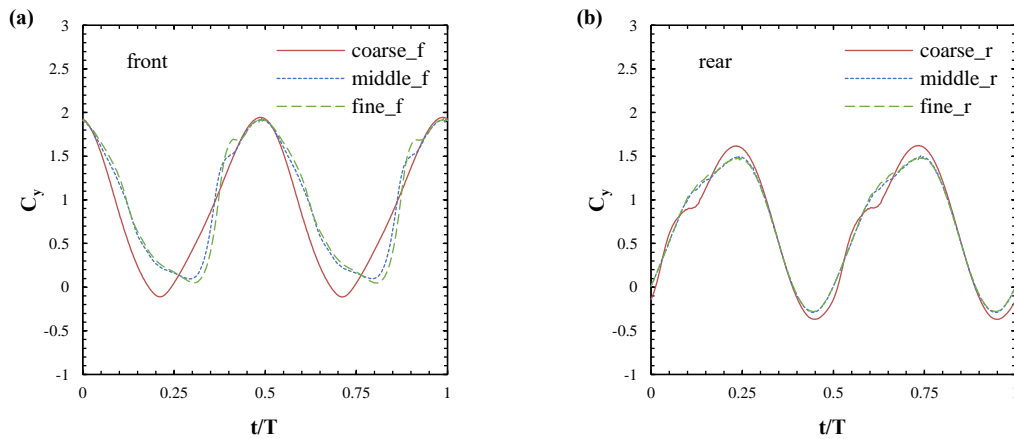 (a)
3
2.5
2
1.5
1
0.5
0
-0.5
-1
C_y
front
coarse_f
middle_f
fine_f
0 0.25 0.5 0.75 1
t/T
(b)
3
2.5
2
1.5
1
0.5
0
-0.5
-1
C_y
rear
coarse_r
middle_r
fine_r
0 0.25 0.5 0.75 1
t/T